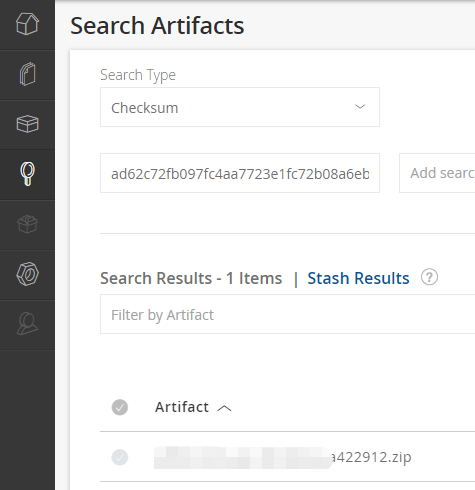 Search Artifacts
Search Type
Checksum
ad62c72fb097fc4aa7723e1fc72b08a6eb
Add searc
Search Results - 1 Items | Stash Results ?
Filter by Artifact
Artifact
a422912.zip